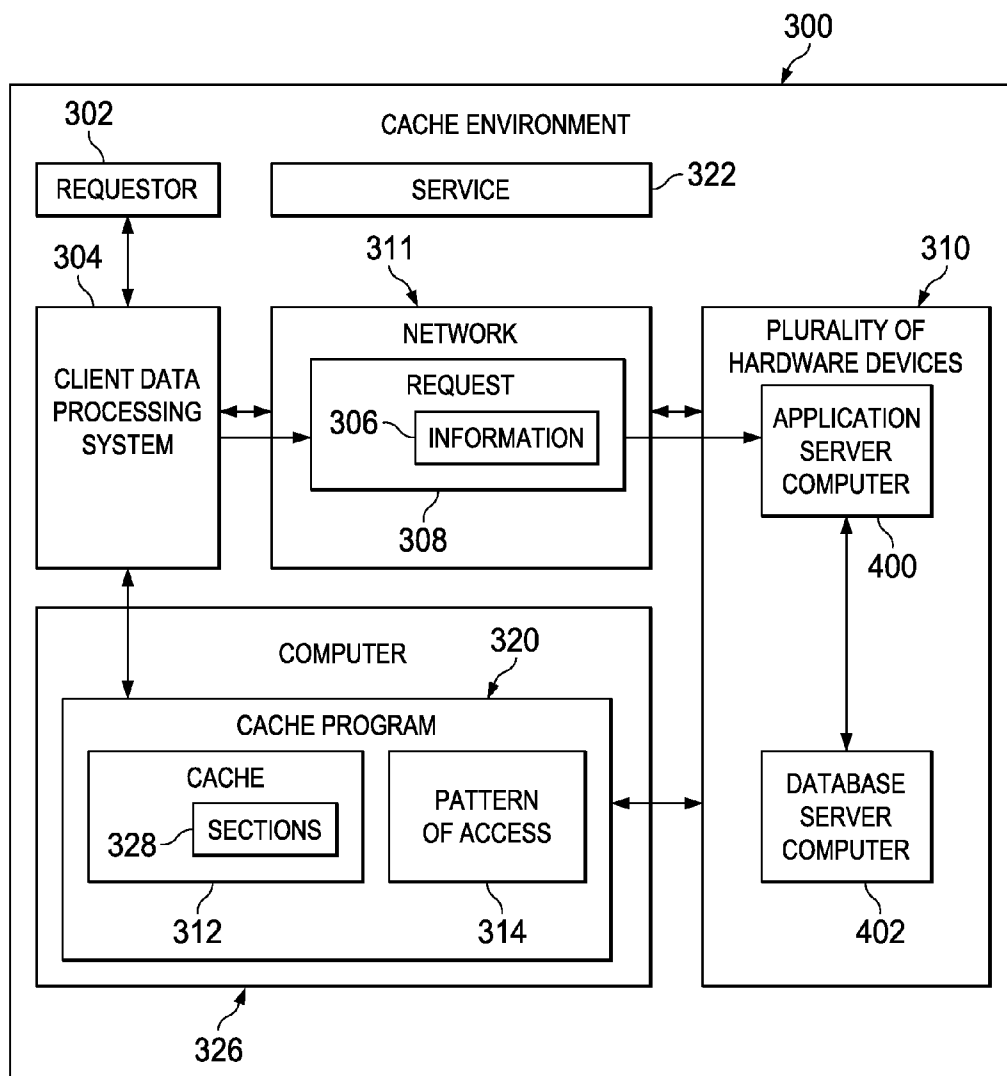 300
CACHE ENVIRONMENT
302
REQUESTOR
SERVICE
322
304
311
310
CLIENT DATA
PROCESSING
SYSTEM
NETWORK
REQUEST
306
INFORMATION
308
PLURALITY OF
HARDWARE DEVICES
APPLICATION
SERVER
COMPUTER
400
COMPUTER
320
CACHE PROGRAM
CACHE
328
SECTIONS
312
PATTERN
OF ACCESS
314
DATABASE
SERVER
COMPUTER
402
326